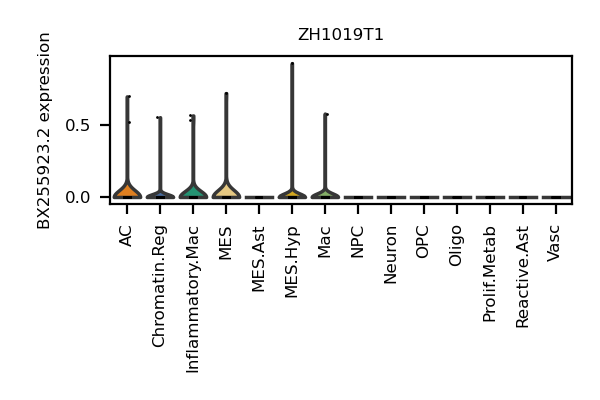 ZH1019T1
BX255923.2 expression
0.5
0.0
AC
Chromatin.Reg
Inflammatory.Mac
MES
MES.Ast
MES.Hyp
Mac
NPC
Neuron
OPC
Oligo
Prolif.Metab
Reactive.Ast
Vasc